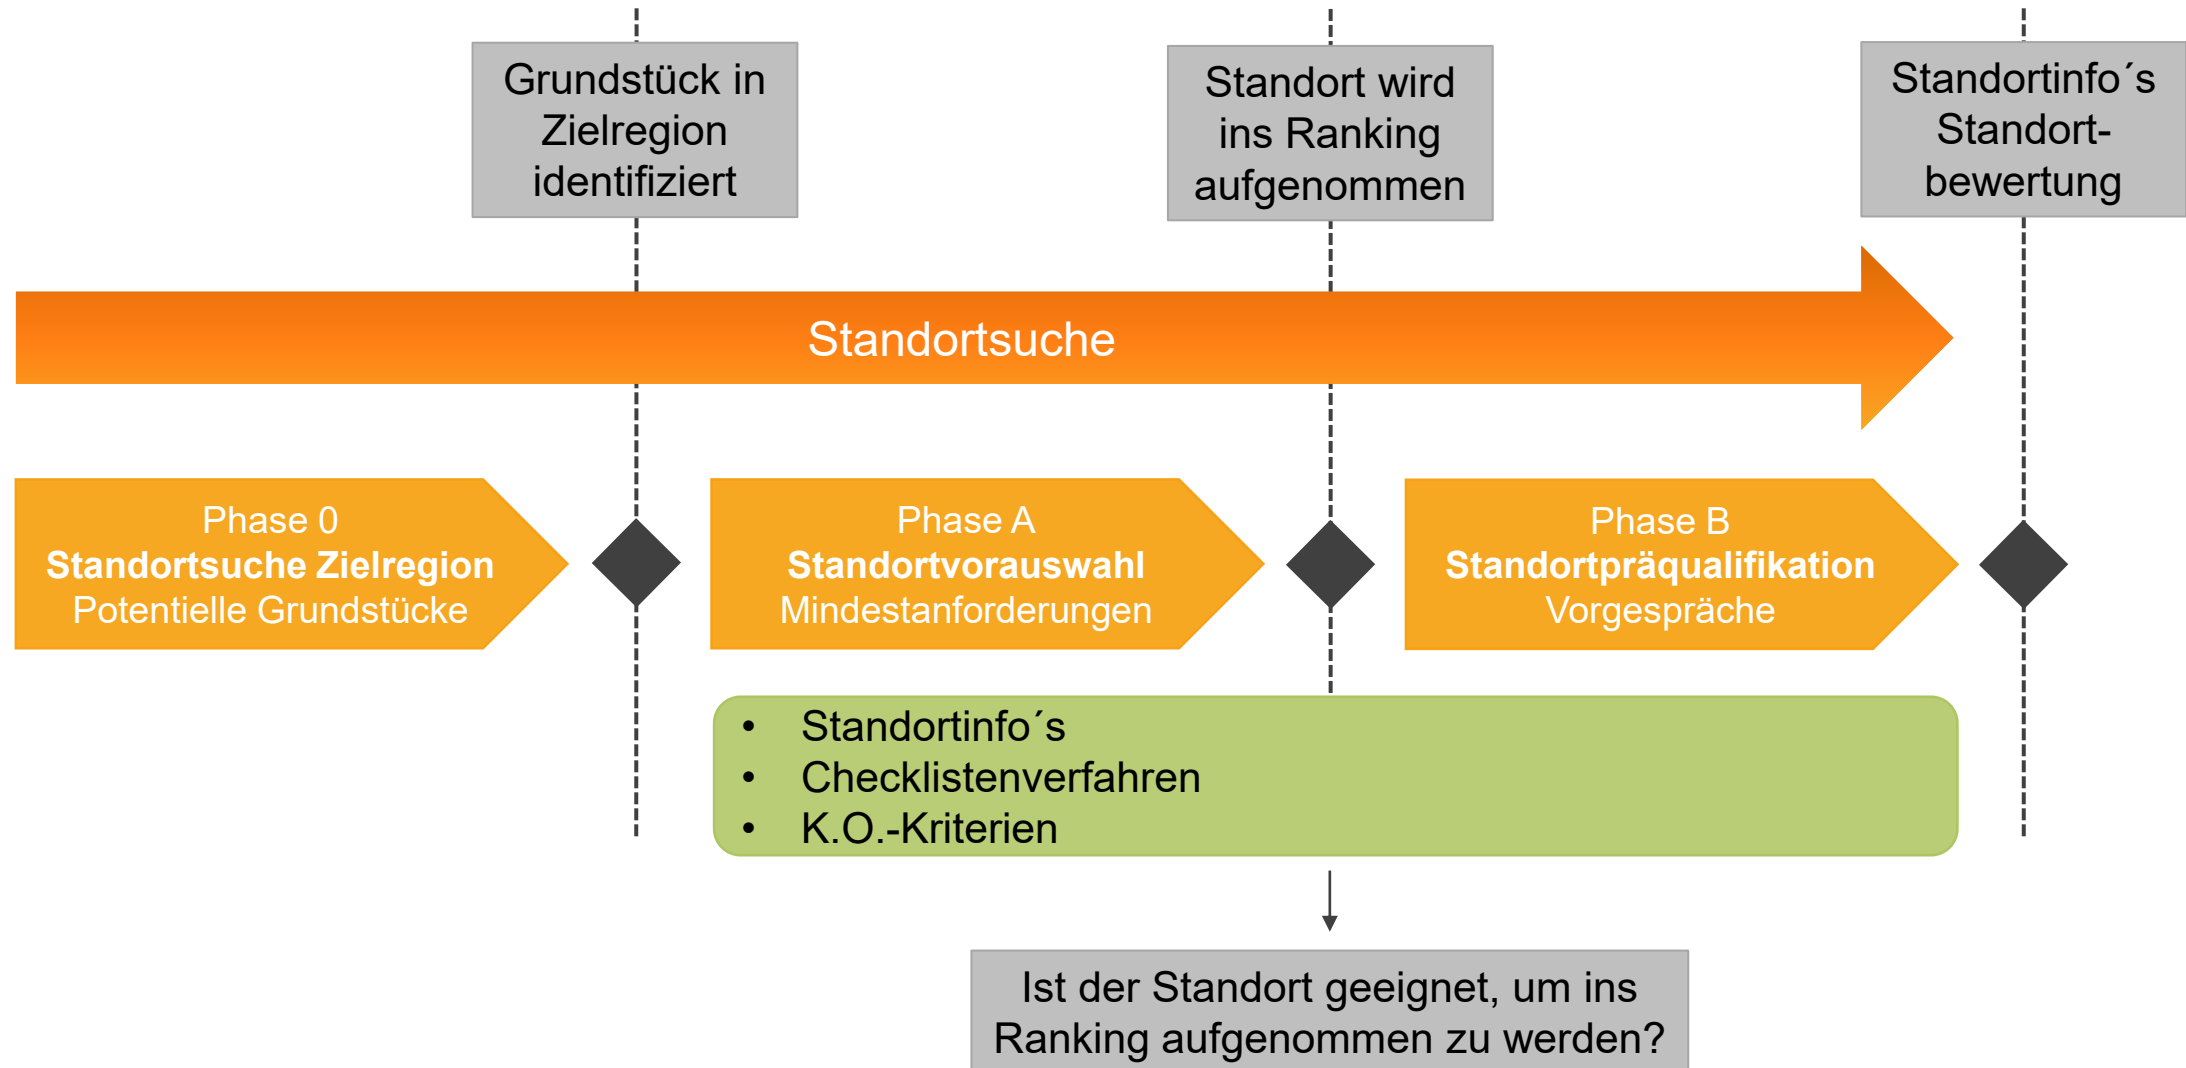 Grundstück in
Zielregion
identifiziert
Standort wird
ins Ranking
aufgenommen
Standortinfo´s
Standort-
bewertung
Standortsuche
Phase 0
Standortsuche Zielregion
Potentielle Grundstücke
Phase A
Standortvorauswahl
Mindestanforderungen
Phase B
Standortpräqualifikation
Vorgespräche
• Standortinfo´s
• Checklistenverfahren
• K.O.-Kriterien
Ist der Standort geeignet, um ins
Ranking aufgenommen zu werden?